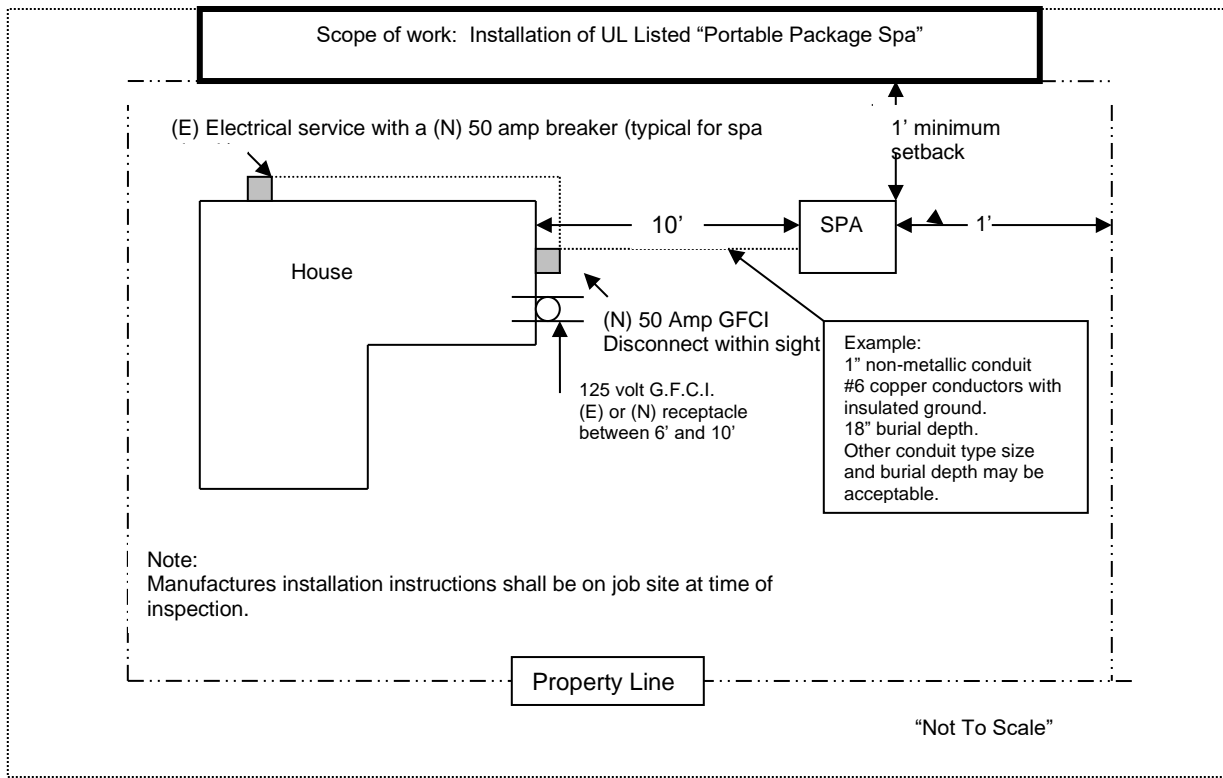 Scope of work: Installation of UL Listed “Portable Package Spa”
(E) Electrical service with a (N) 50 amp breaker (typical for spa
1’ minimum
setback
10’
SPA
1’
House
(N) 50 Amp GFCI
Disconnect within sight
125 volt G.F.C.I.
(E) or (N) receptacle
between 6’ and 10’
Example:
1” non-metallic conduit
#6 copper conductors with
insulated ground.
18” burial depth.
Other conduit type size
and burial depth may be
acceptable.
Note:
Manufactures installation instructions shall be on job site at time of
inspection.
Property Line
“Not To Scale”